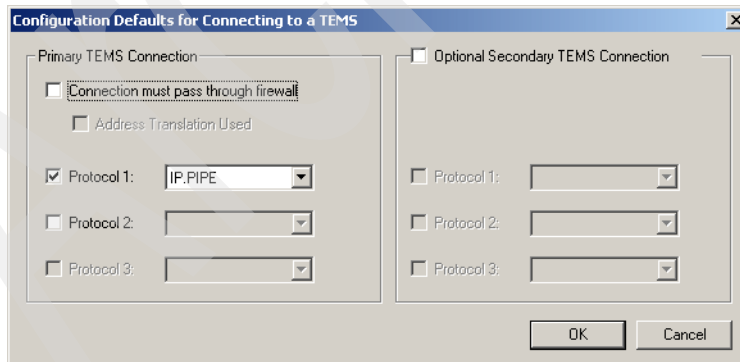 Configuration Defaults for Connecting to a TEMS
Primary TEMS Connection
Connection must pass through firewall
Address Translation Used
Protocol 1: IP.PIPE
Protocol 2:
Protocol 3:
Optional Secondary TEMS Connection
Protocol 1:
Protocol 2:
Protocol 3:
OK Cancel